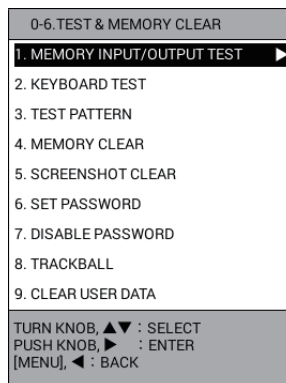 0-6.TEST & MEMORY CLEAR
1. MEMORY INPUT/OUTPUT TEST ▶
2. KEYBOARD TEST
3. TEST PATTERN
4. MEMORY CLEAR
5. SCREENSHOT CLEAR
6. SET PASSWORD
7. DISABLE PASSWORD
8. TRACKBALL
9. CLEAR USER DATA
TURN KNOB, ▲▼ : SELECT
PUSH KNOB, ▶ : ENTER
[MENU], ◀ : BACK